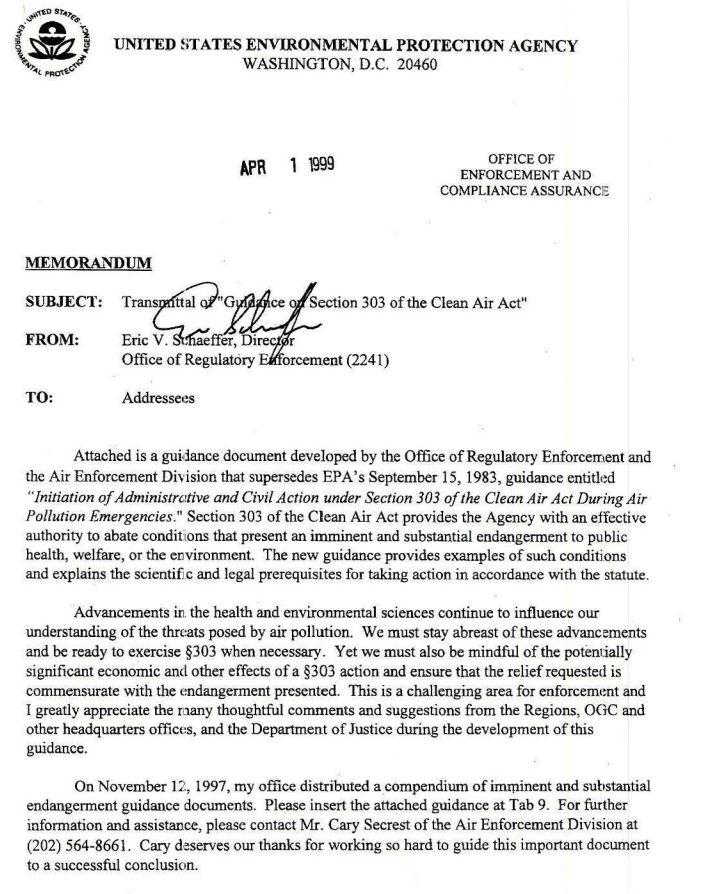 UNITED STATES
ENVIRONMENTAL PROTECTION AGENCY
UNITED STATES ENVIRONMENTAL PROTECTION AGENCY
WASHINGTON, D.C. 20460
APR 1 1999
OFFICE OF
ENFORCEMENT AND
COMPLIANCE ASSURANCE
MEMORANDUM
SUBJECT: Transmittal of "Guidance on Section 303 of the Clean Air Act"
FROM: Eric V. Schaeffer, Director
Office of Regulatory Enforcement (2241)
TO: Addressees
Attached is a guidance document developed by the Office of Regulatory Enforcement and
the Air Enforcement Division that supersedes EPA's September 15, 1983, guidance entitled
"Initiation of Administrative and Civil Action under Section 303 of the Clean Air Act During Air
Pollution Emergencies." Section 303 of the Clean Air Act provides the Agency with an effective
authority to abate conditions that present an imminent and substantial endangerment to public
health, welfare, or the environment. The new guidance provides examples of such conditions
and explains the scientific and legal prerequisites for taking action in accordance with the statute.
Advancements in the health and environmental sciences continue to influence our
understanding of the threats posed by air pollution. We must stay abreast of these advancements
and be ready to exercise §303 when necessary. Yet we must also be mindful of the potentially
significant economic and other effects of a §303 action and ensure that the relief requested is
commensurate with the endangerment presented. This is a challenging area for enforcement and
I greatly appreciate the many thoughtful comments and suggestions from the Regions, OGC and
other headquarters offices, and the Department of Justice during the development of this
guidance.
On November 12, 1997, my office distributed a compendium of imminent and substantial
endangerment guidance documents. Please insert the attached guidance at Tab 9. For further
information and assistance, please contact Mr. Cary Secrest of the Air Enforcement Division at
(202) 564-8661. Cary deserves our thanks for working so hard to guide this important document
to a successful conclusion.